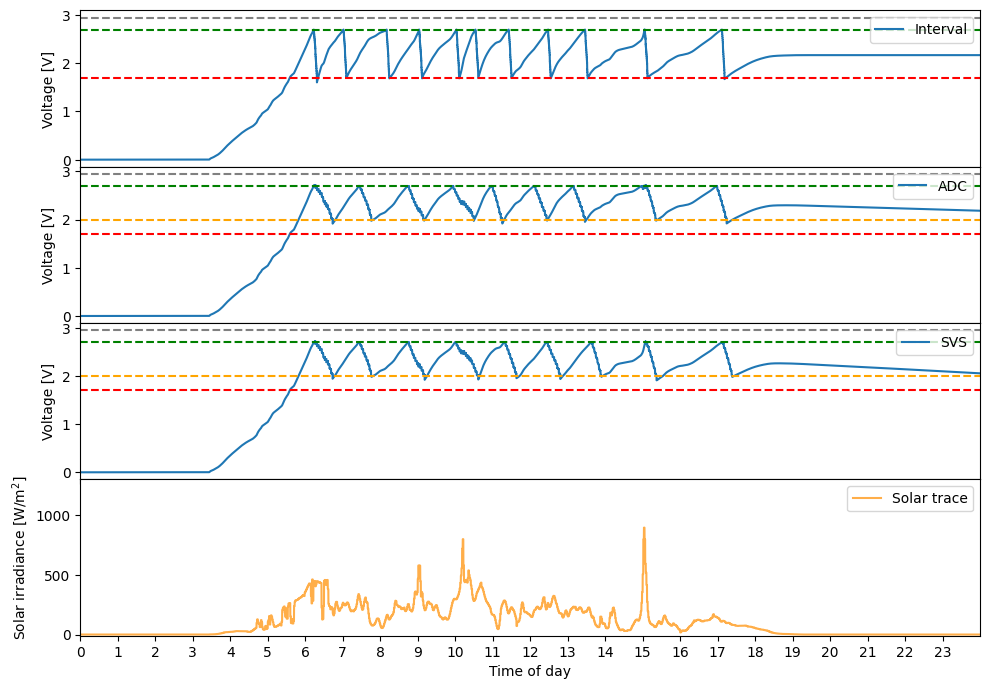 3
2
1
0
Voltage [V]
Interval
3
2
1
0
Voltage [V]
ADC
3
2
1
0
Voltage [V]
SVS
1000
500
0
Solar irradiance [W/m²]
Solar trace
0 1 2 3 4 5 6 7 8 9 10 11 12 13 14 15 16 17 18 19 20 21 22 23
Time of day